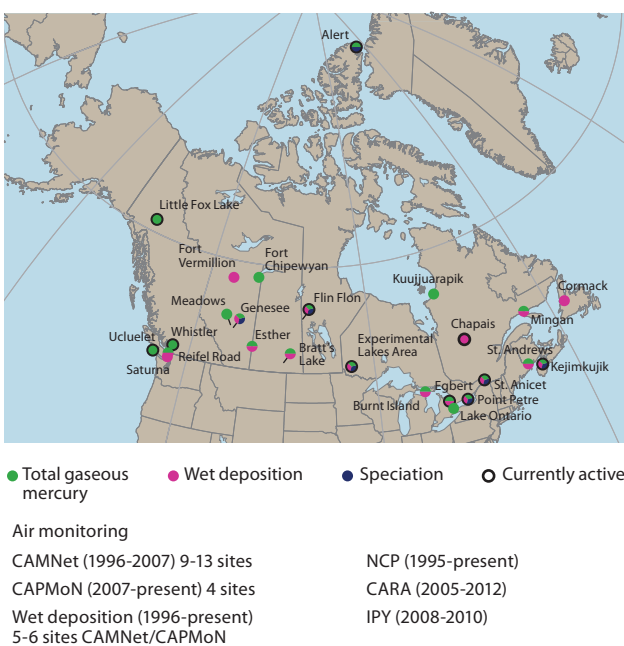 Alert
Little Fox Lake
Fort
Vermillion
Fort
Chipewyan
Kuujjuarapik
Cormack
Meadows
Genesee
Flin Flon
Mingan
Chapais
Ucluelet
Whistler
Esther
Experimental
Lakes Area
St. Andrews
Reifel Road
Bratt's
Lake
Kejimkujik
Saturna
Egbert
St. Anicet
Burnt Island
Point Petre
Lake Ontario
Total gaseous
mercury
Wet deposition
Speciation
Currently active
Air monitoring
CAMNet (1996-2007) 9-13 sites
CAPMoN (2007-present) 4 sites
Wet deposition (1996-present)
5-6 sites CAMNet/CAPMoN
NCP (1995-present)
CARA (2005-2012)
IPY (2008-2010)